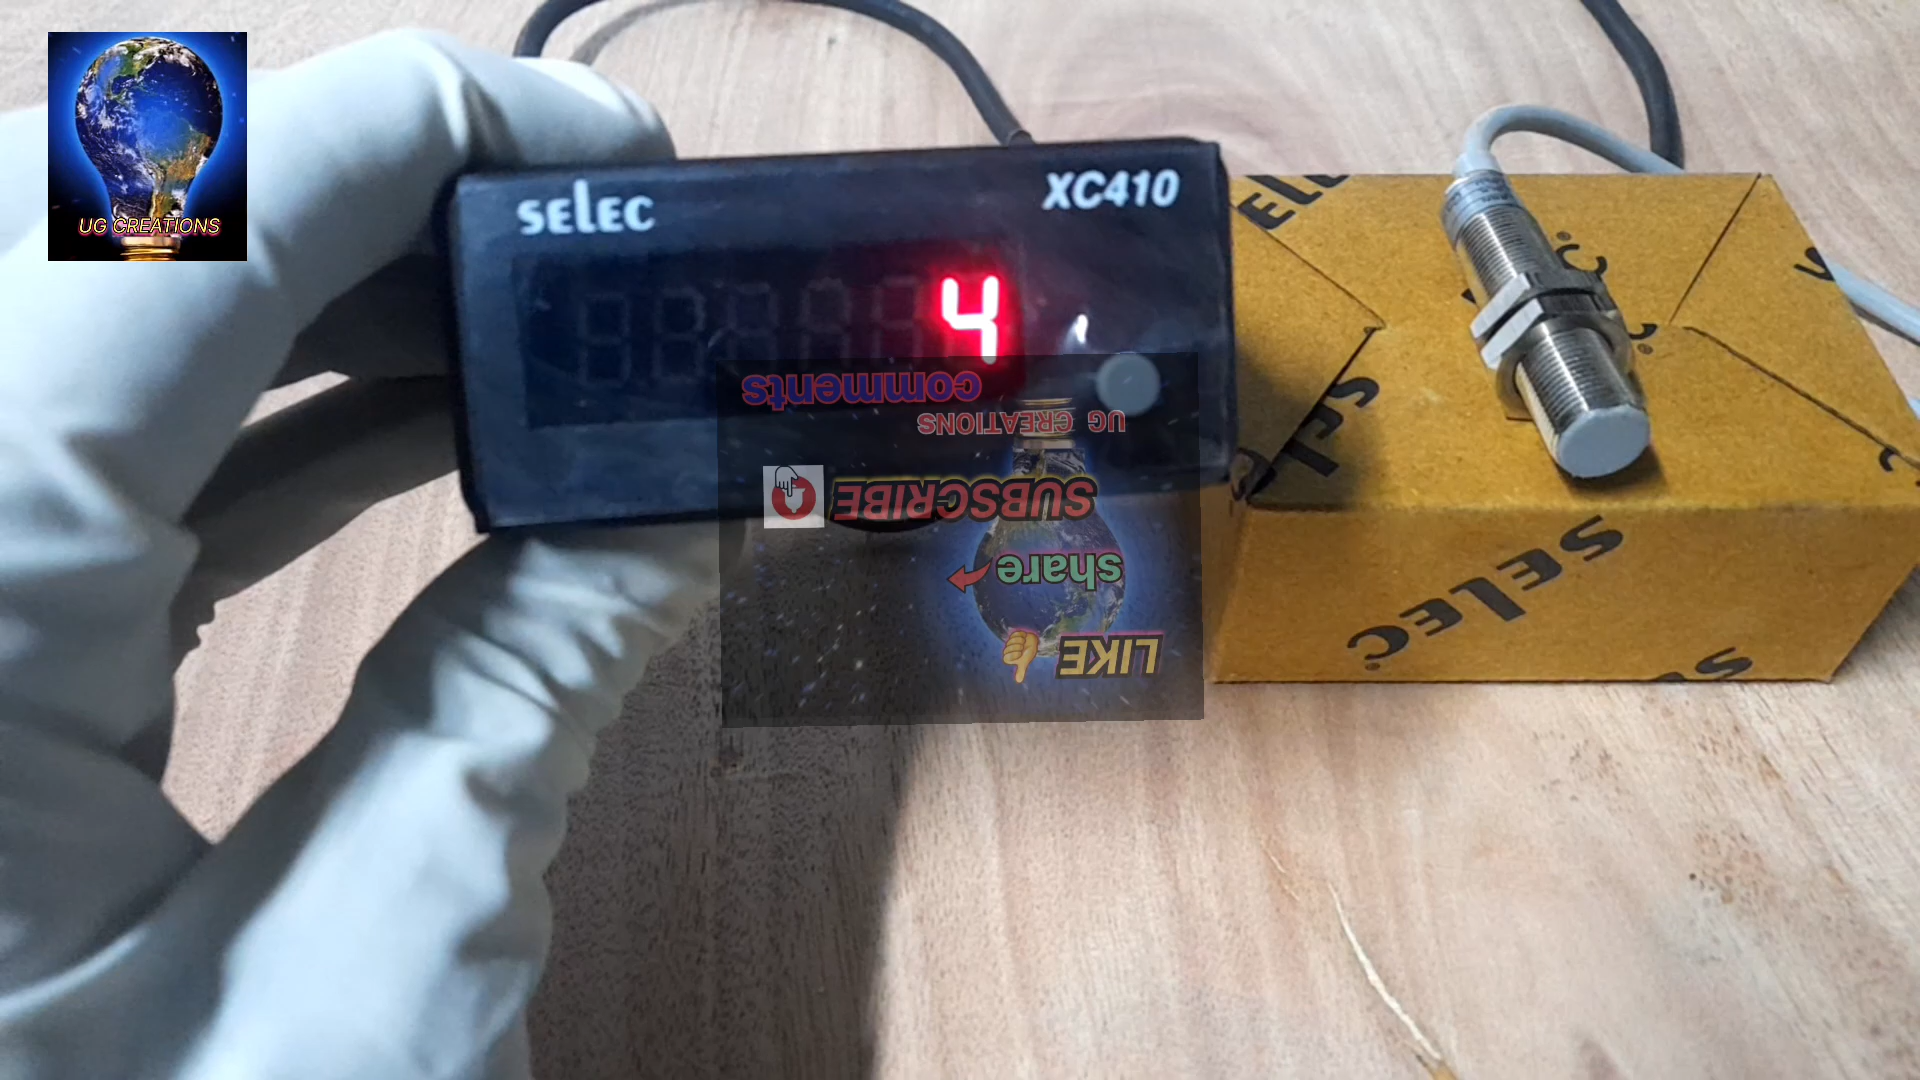 UG CREATIONS
SELEC
XC410
4
comments
UG CREATIONS
SUBSCRIBE
share
LIKE
SELEC